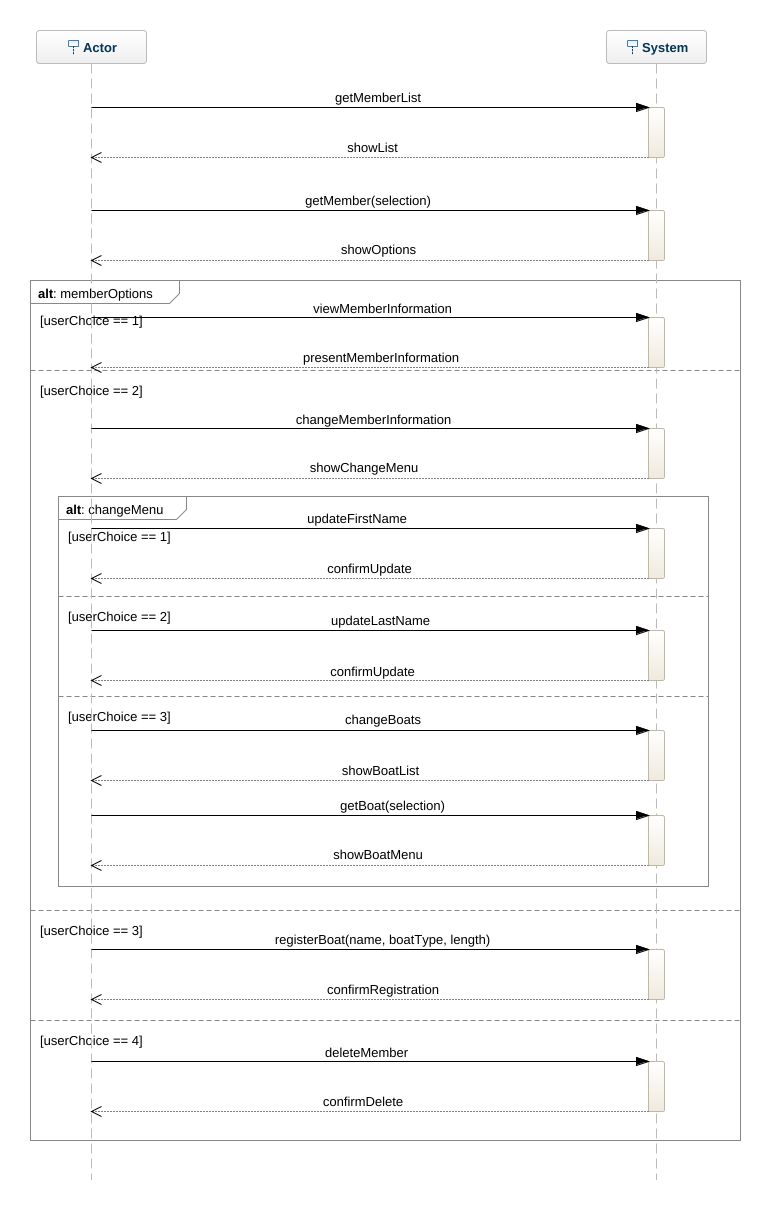 Actor
System
getMemberList
showList
getMember(selection)
showOptions
alt: memberOptions
viewMemberInformation
[userChoice == 1]
presentMemberInformation
[userChoice == 2]
changeMemberInformation
showChangeMenu
alt: changeMenu
updateFirstName
[userChoice == 1]
confirmUpdate
[userChoice == 2]
updateLastName
confirmUpdate
[userChoice == 3]
changeBoats
showBoatList
getBoat(selection)
showBoatMenu
[userChoice == 3]
registerBoat(name, boatType, length)
confirmRegistration
[userChoice == 4]
deleteMember
confirmDelete